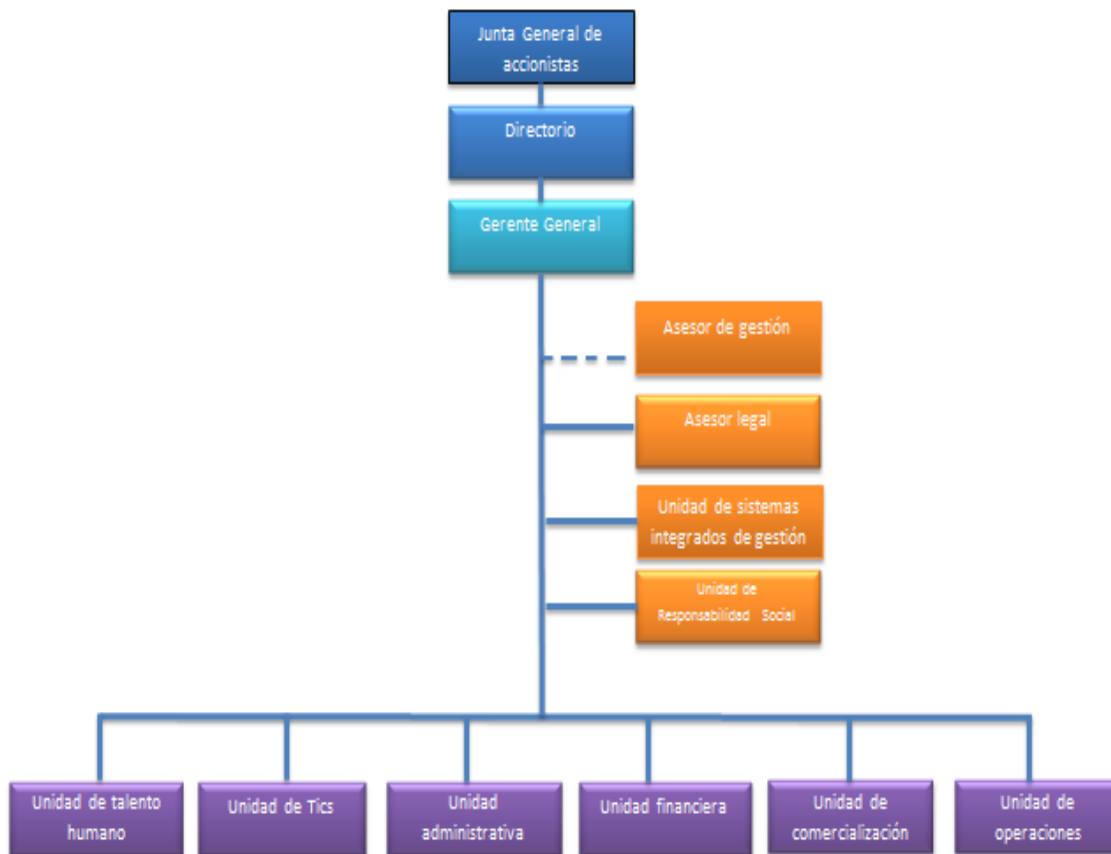 Junta General de
accionistas
Directorio
Gerente General
Asesor de gestión
Asesor legal
Unidad de sistemas
integrados de gestión
Unidad de
Responsabilidad Social
Unidad de talento
humano
Unidad de Tics
Unidad
administrativa
Unidad financiera
Unidad de
comercialización
Unidad de
operaciones